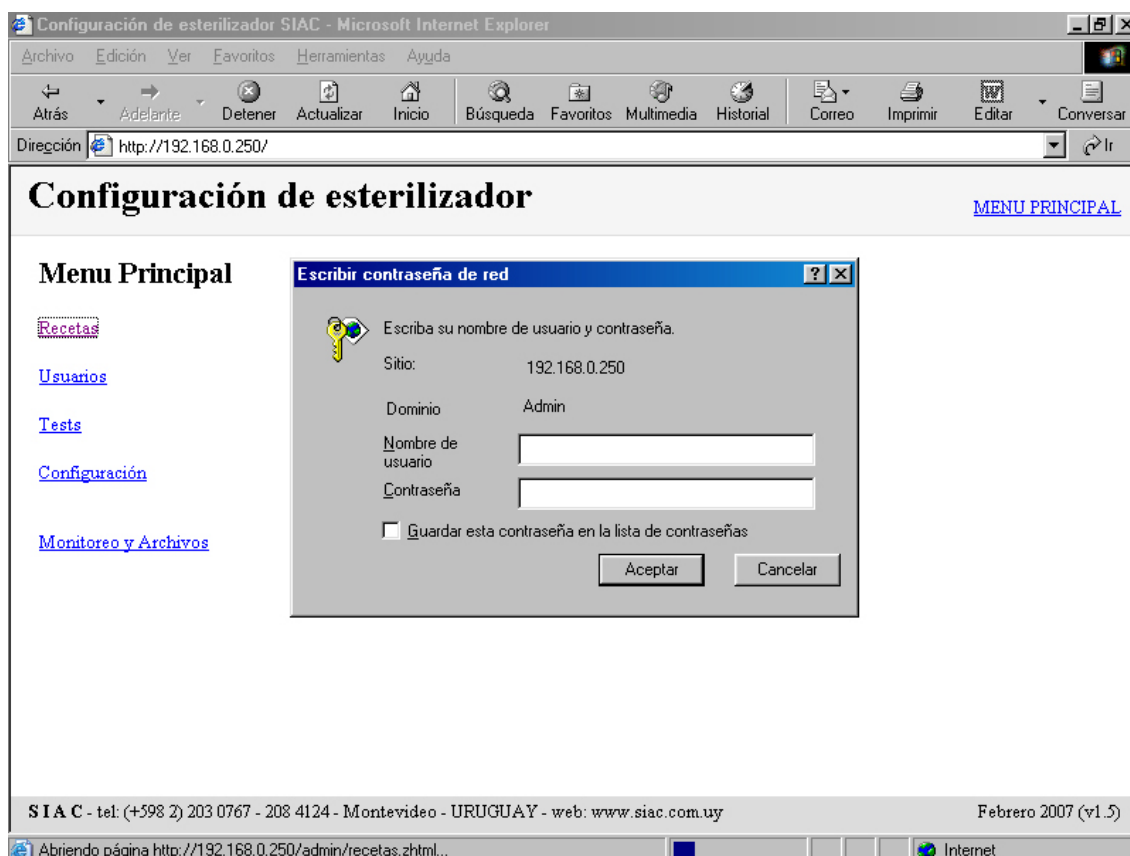 Configuración de esterilizador SIAC - Microsoft Internet Explorer
Archivo Edición Ver Favoritos Herramientas Ayuda
Atrás Adelante Detener Actualizar Inicio Búsqueda Favoritos Multimedia Historial Correo Imprimir Editar Conversar
Dirección http://192.168.0.250/ Ir
Configuración de esterilizador
MENU PRINCIPAL
Menu Principal
Recetas
Usuarios
Tests
Configuración
Monitoreo y Archivos
Escribir contraseña de red
Escriba su nombre de usuario y contraseña.
Sitio: 192.168.0.250
Dominio Admin
Nombre de
usuario
Contraseña
Guardar esta contraseña en la lista de contraseñas
Aceptar Cancelar
S I A C - tel: (+598 2) 203 0767 - 208 4124 - Montevideo - URUGUAY - web: www.siac.com.uy Febrero 2007 (v1.5)
Abriendo página http://192.168.0.250/admin/recetas.zhtml... Internet